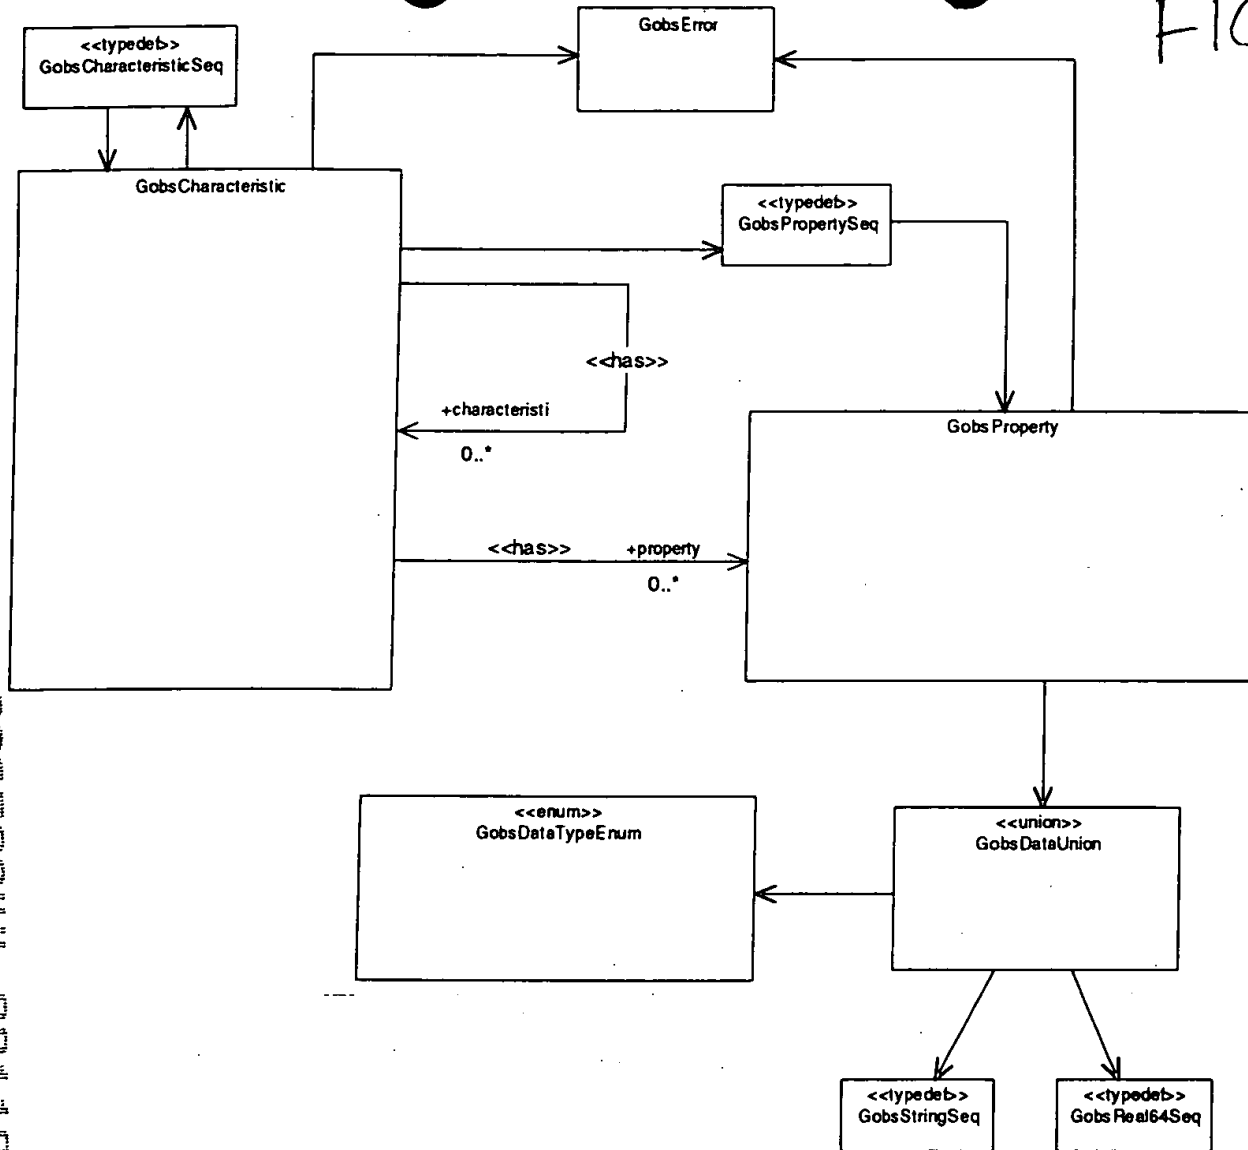 FIG
<<typedef>>
GobsCharacteristicSeq
GobsError
GobsCharacteristic
<<typedef>>
GobsPropertySeq
<<has>>
+characteristi
0..*
GobsProperty
<<has>>
+property
0..*
<<enum>>
GobsDataTypeEnum
<<union>>
GobsDataUnion
<<typedef>>
GobsStringSeq
<<typedef>>
GobsReal64Seq